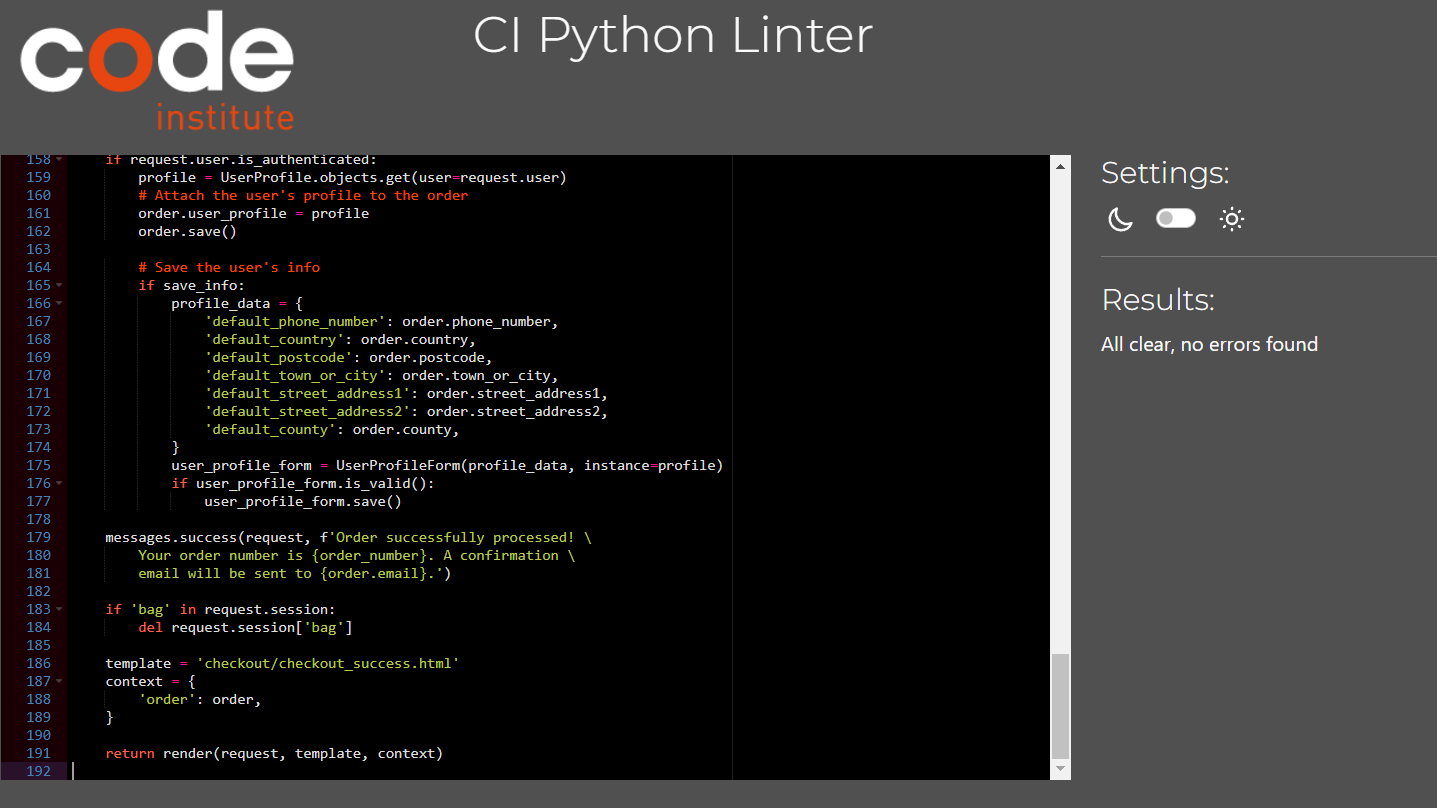 code
institute
CI Python Linter
158 if request.user.is_authenticated:
159 profile = UserProfile.objects.get(user=request.user)
160 # Attach the user's profile to the order
161 order.user_profile = profile
162 order.save()
163
164 # Save the user's info
165 if save_info:
166 profile_data = {
167 'default_phone_number': order.phone_number,
168 'default_country': order.country,
169 'default_postcode': order.postcode,
170 'default_town_or_city': order.town_or_city,
171 'default_street_address1': order.street_address1,
172 'default_street_address2': order.street_address2,
173 'default_county': order.county,
174 }
175 user_profile_form = UserProfileForm(profile_data, instance=profile)
176 if user_profile_form.is_valid():
177 user_profile_form.save()
178
179 messages.success(request, f'Order successfully processed! \
180 Your order number is {order_number}. A confirmation \
181 email will be sent to {order.email}.')
182
183 if 'bag' in request.session:
184 del request.session['bag']
185
186 template = 'checkout/checkout_success.html'
187 context = {
188 'order': order,
189 }
190
191 return render(request, template, context)
192
Settings:
Results:
All clear, no errors found